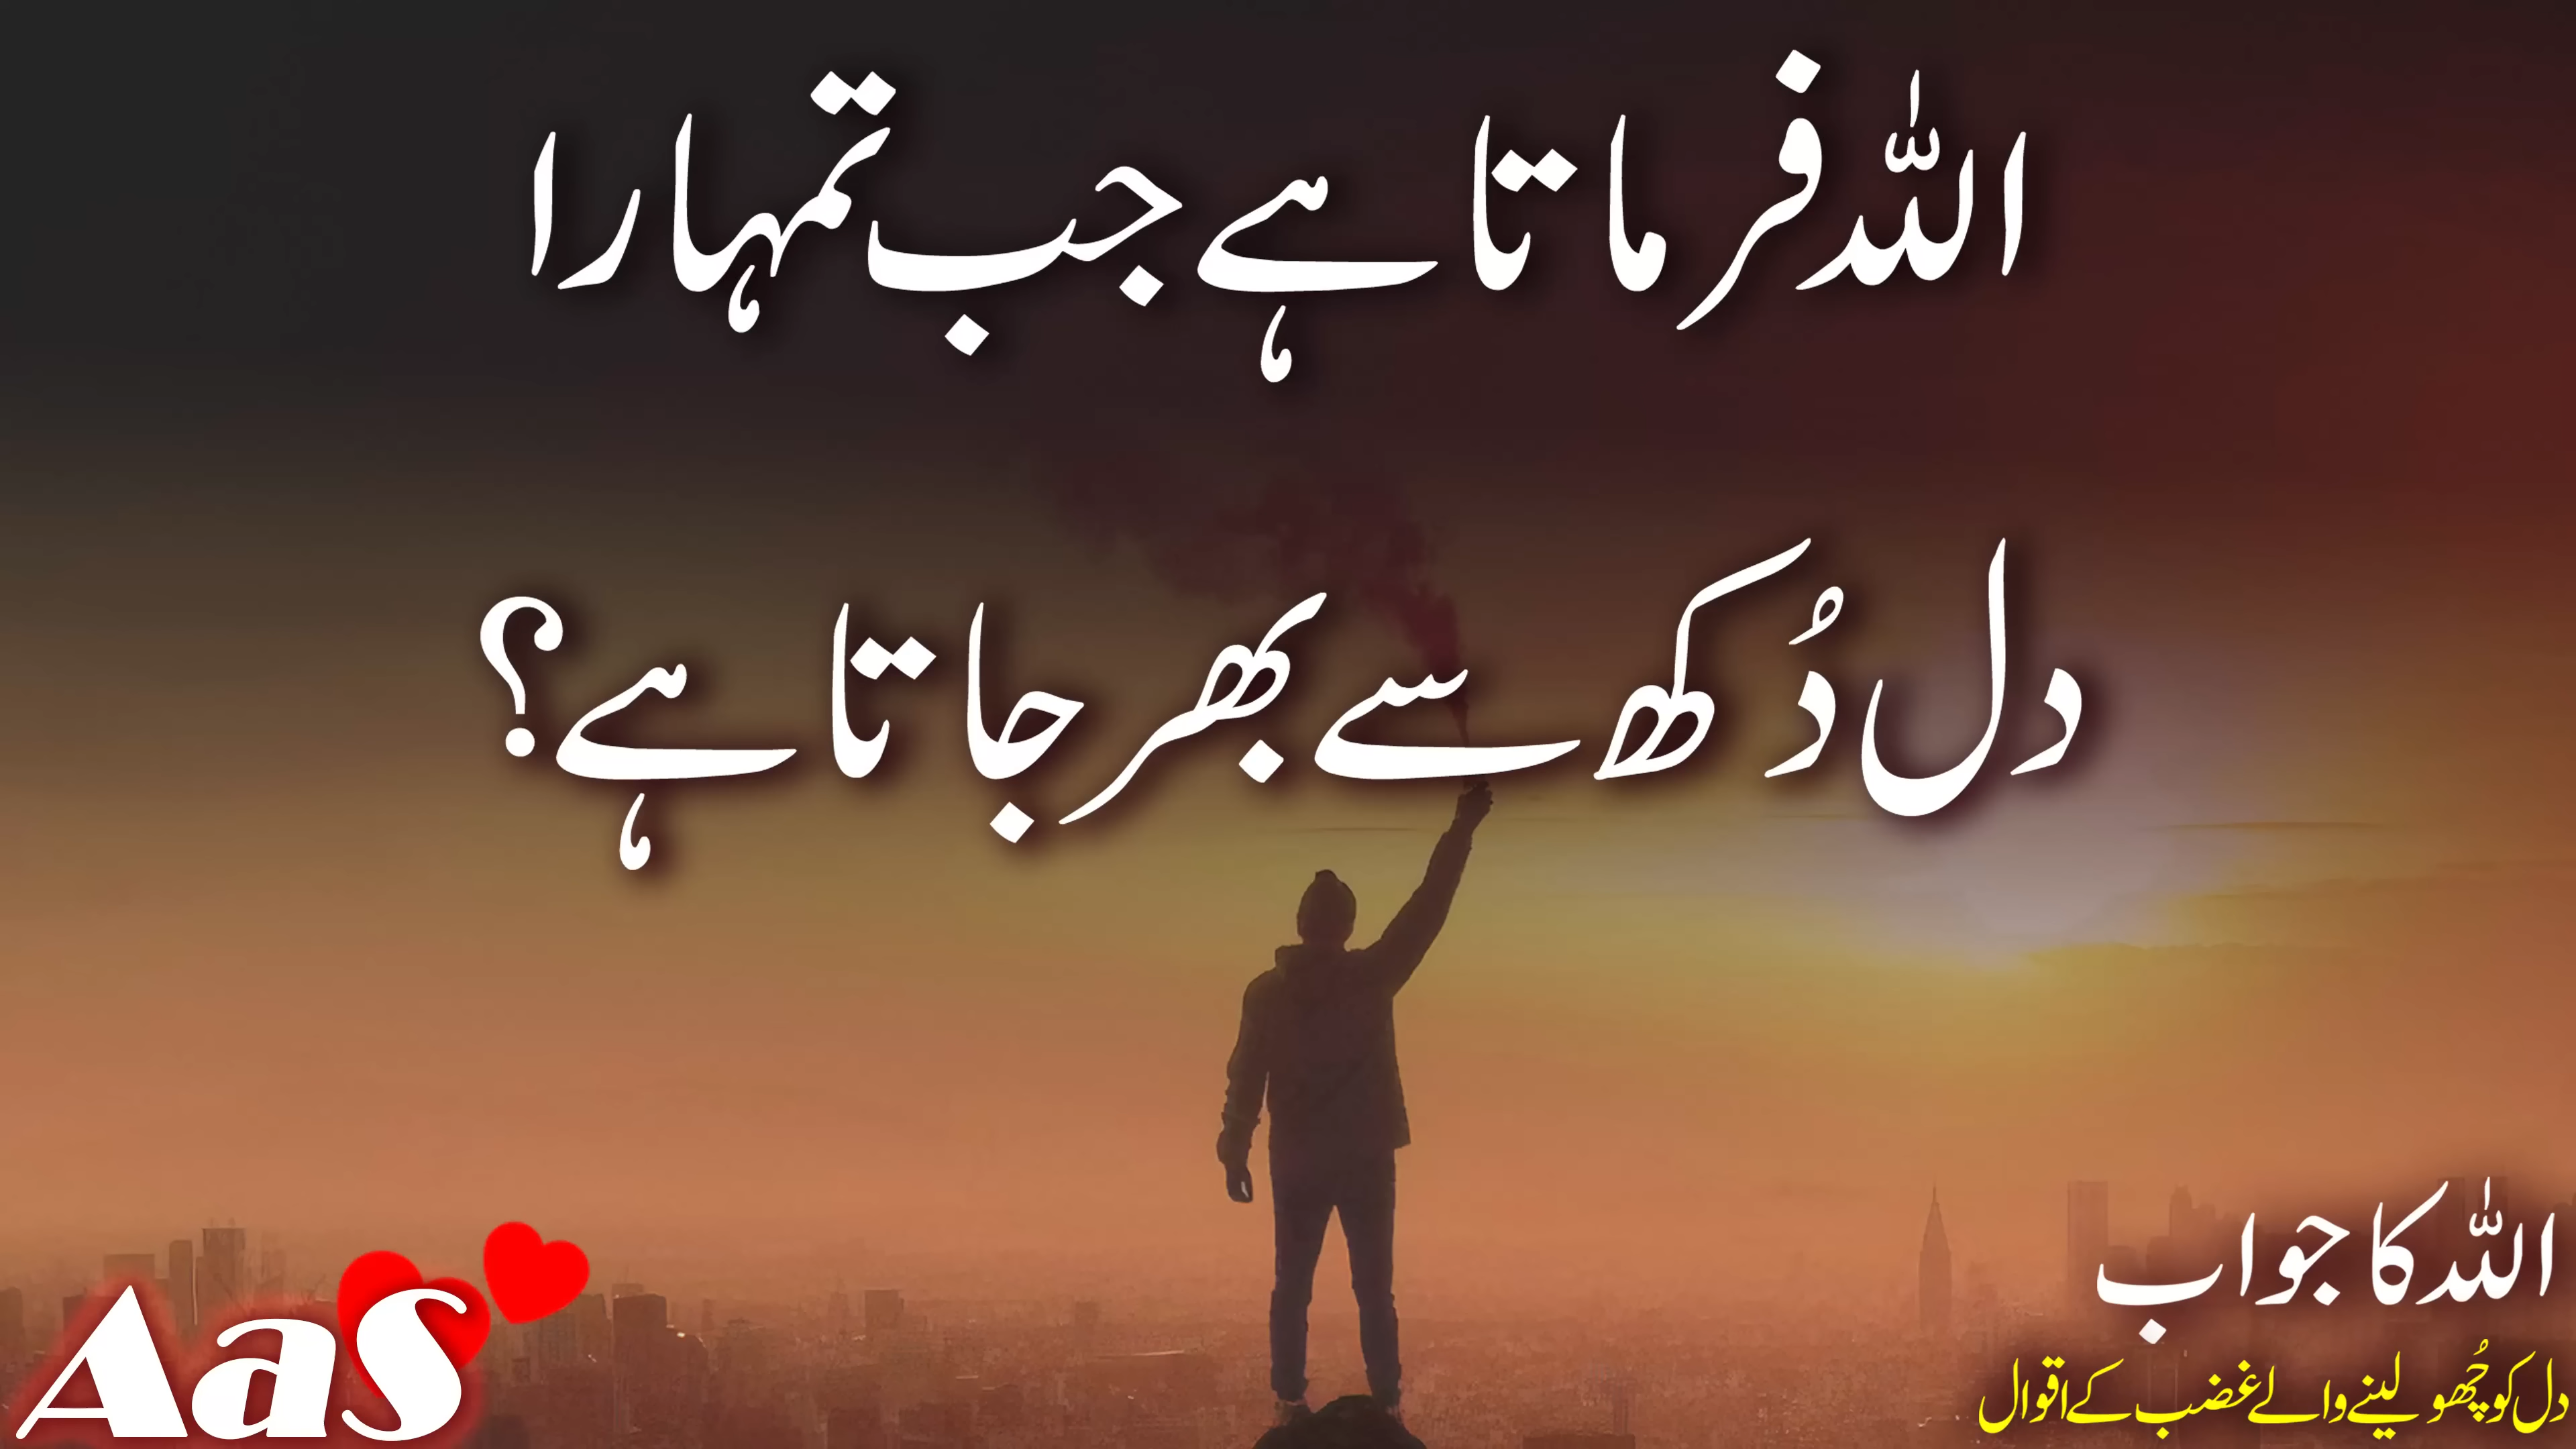 اللہ فرماتا ہے جب تمہارا
دل دُکھ سے بھر جاتا ہے؟
اللہ کا جواب
دل کو چُھو لینے والے غضب کے اقوال
AaS